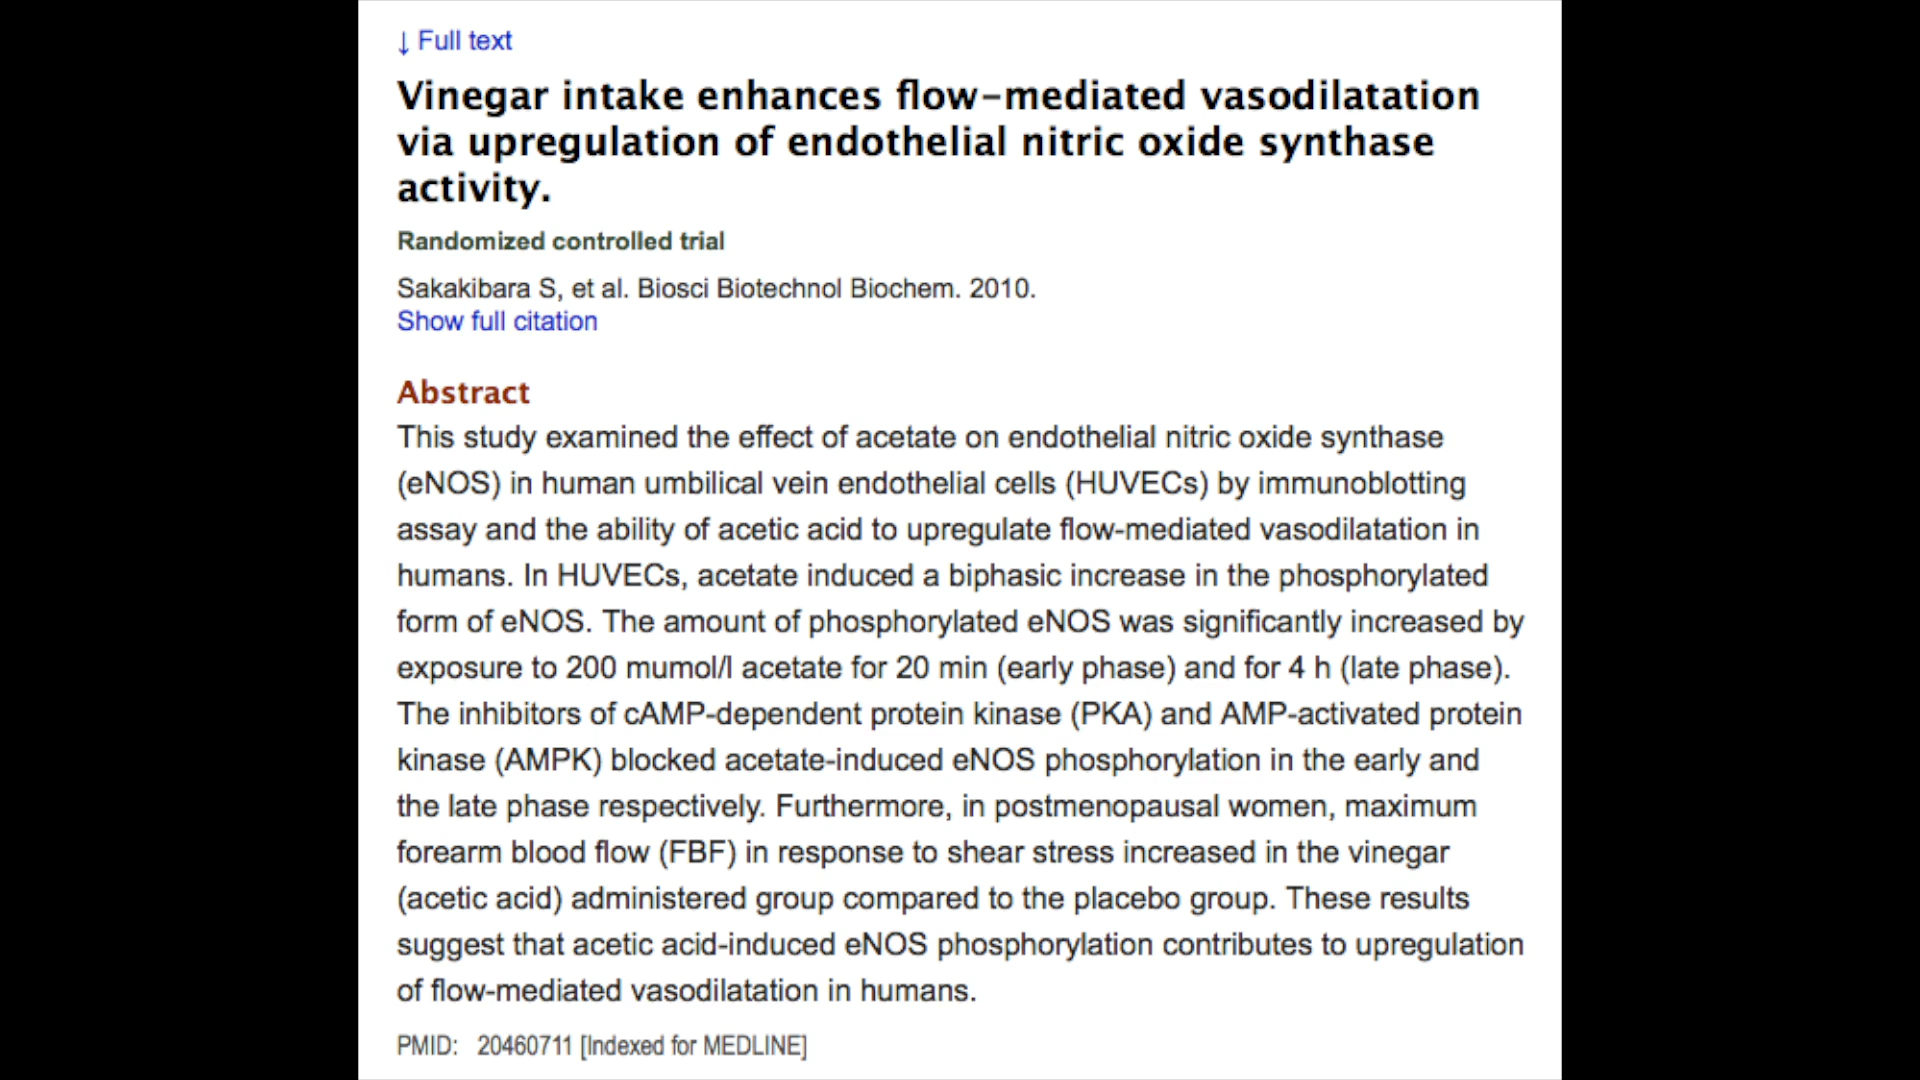 ↓ Full text
Vinegar intake enhances flow-mediated vasodilatation
via upregulation of endothelial nitric oxide synthase
activity.
Randomized controlled trial
Sakakibara S, et al. Biosci Biotechnol Biochem. 2010.
Show full citation
Abstract
This study examined the effect of acetate on endothelial nitric oxide synthase
(eNOS) in human umbilical vein endothelial cells (HUVECs) by immunoblotting
assay and the ability of acetic acid to upregulate flow-mediated vasodilatation in
humans. In HUVECs, acetate induced a biphasic increase in the phosphorylated
form of eNOS. The amount of phosphorylated eNOS was significantly increased by
exposure to 200 mumol/l acetate for 20 min (early phase) and for 4 h (late phase).
The inhibitors of cAMP-dependent protein kinase (PKA) and AMP-activated protein
kinase (AMPK) blocked acetate-induced eNOS phosphorylation in the early and
the late phase respectively. Furthermore, in postmenopausal women, maximum
forearm blood flow (FBF) in response to shear stress increased in the vinegar
(acetic acid) administered group compared to the placebo group. These results
suggest that acetic acid-induced eNOS phosphorylation contributes to upregulation
of flow-mediated vasodilatation in humans.
PMID: 20460711 [Indexed for MEDLINE]